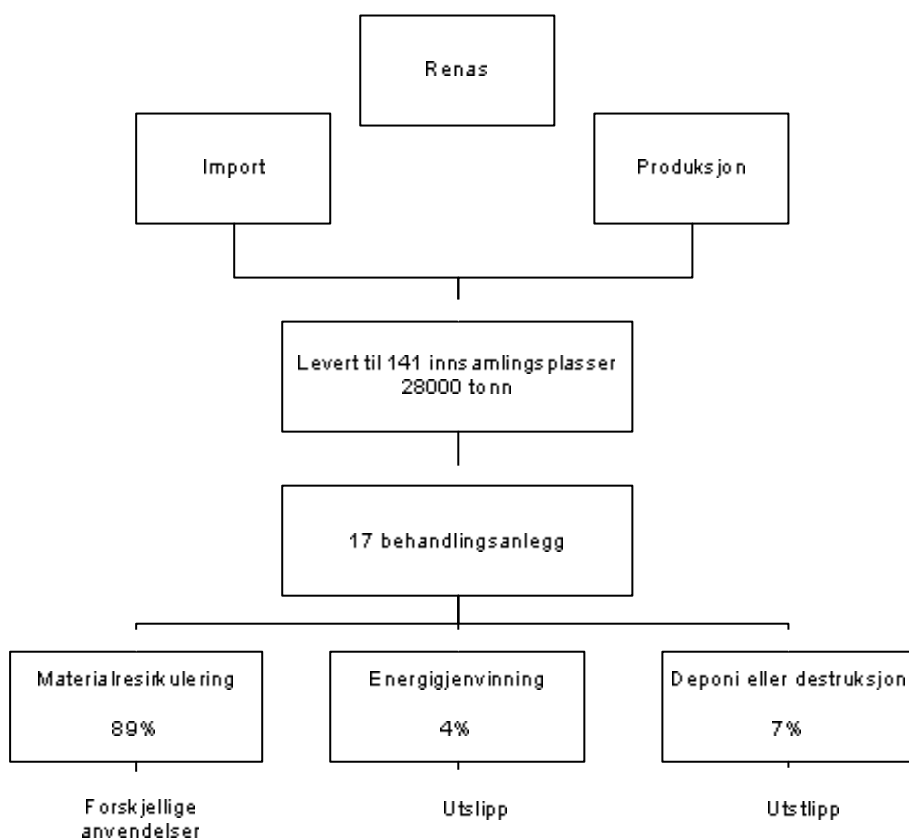 Renas
Import
Produksjon
Levert til 141 innsamlingsplasser
28000 tonn
17 behandlingsanlegg
Materialresirkulering
89%
Energigjenvinning
4%
Deponi eller destruksjon
7%
Forskjellige
anvendelser
Utslipp
Utstlipp